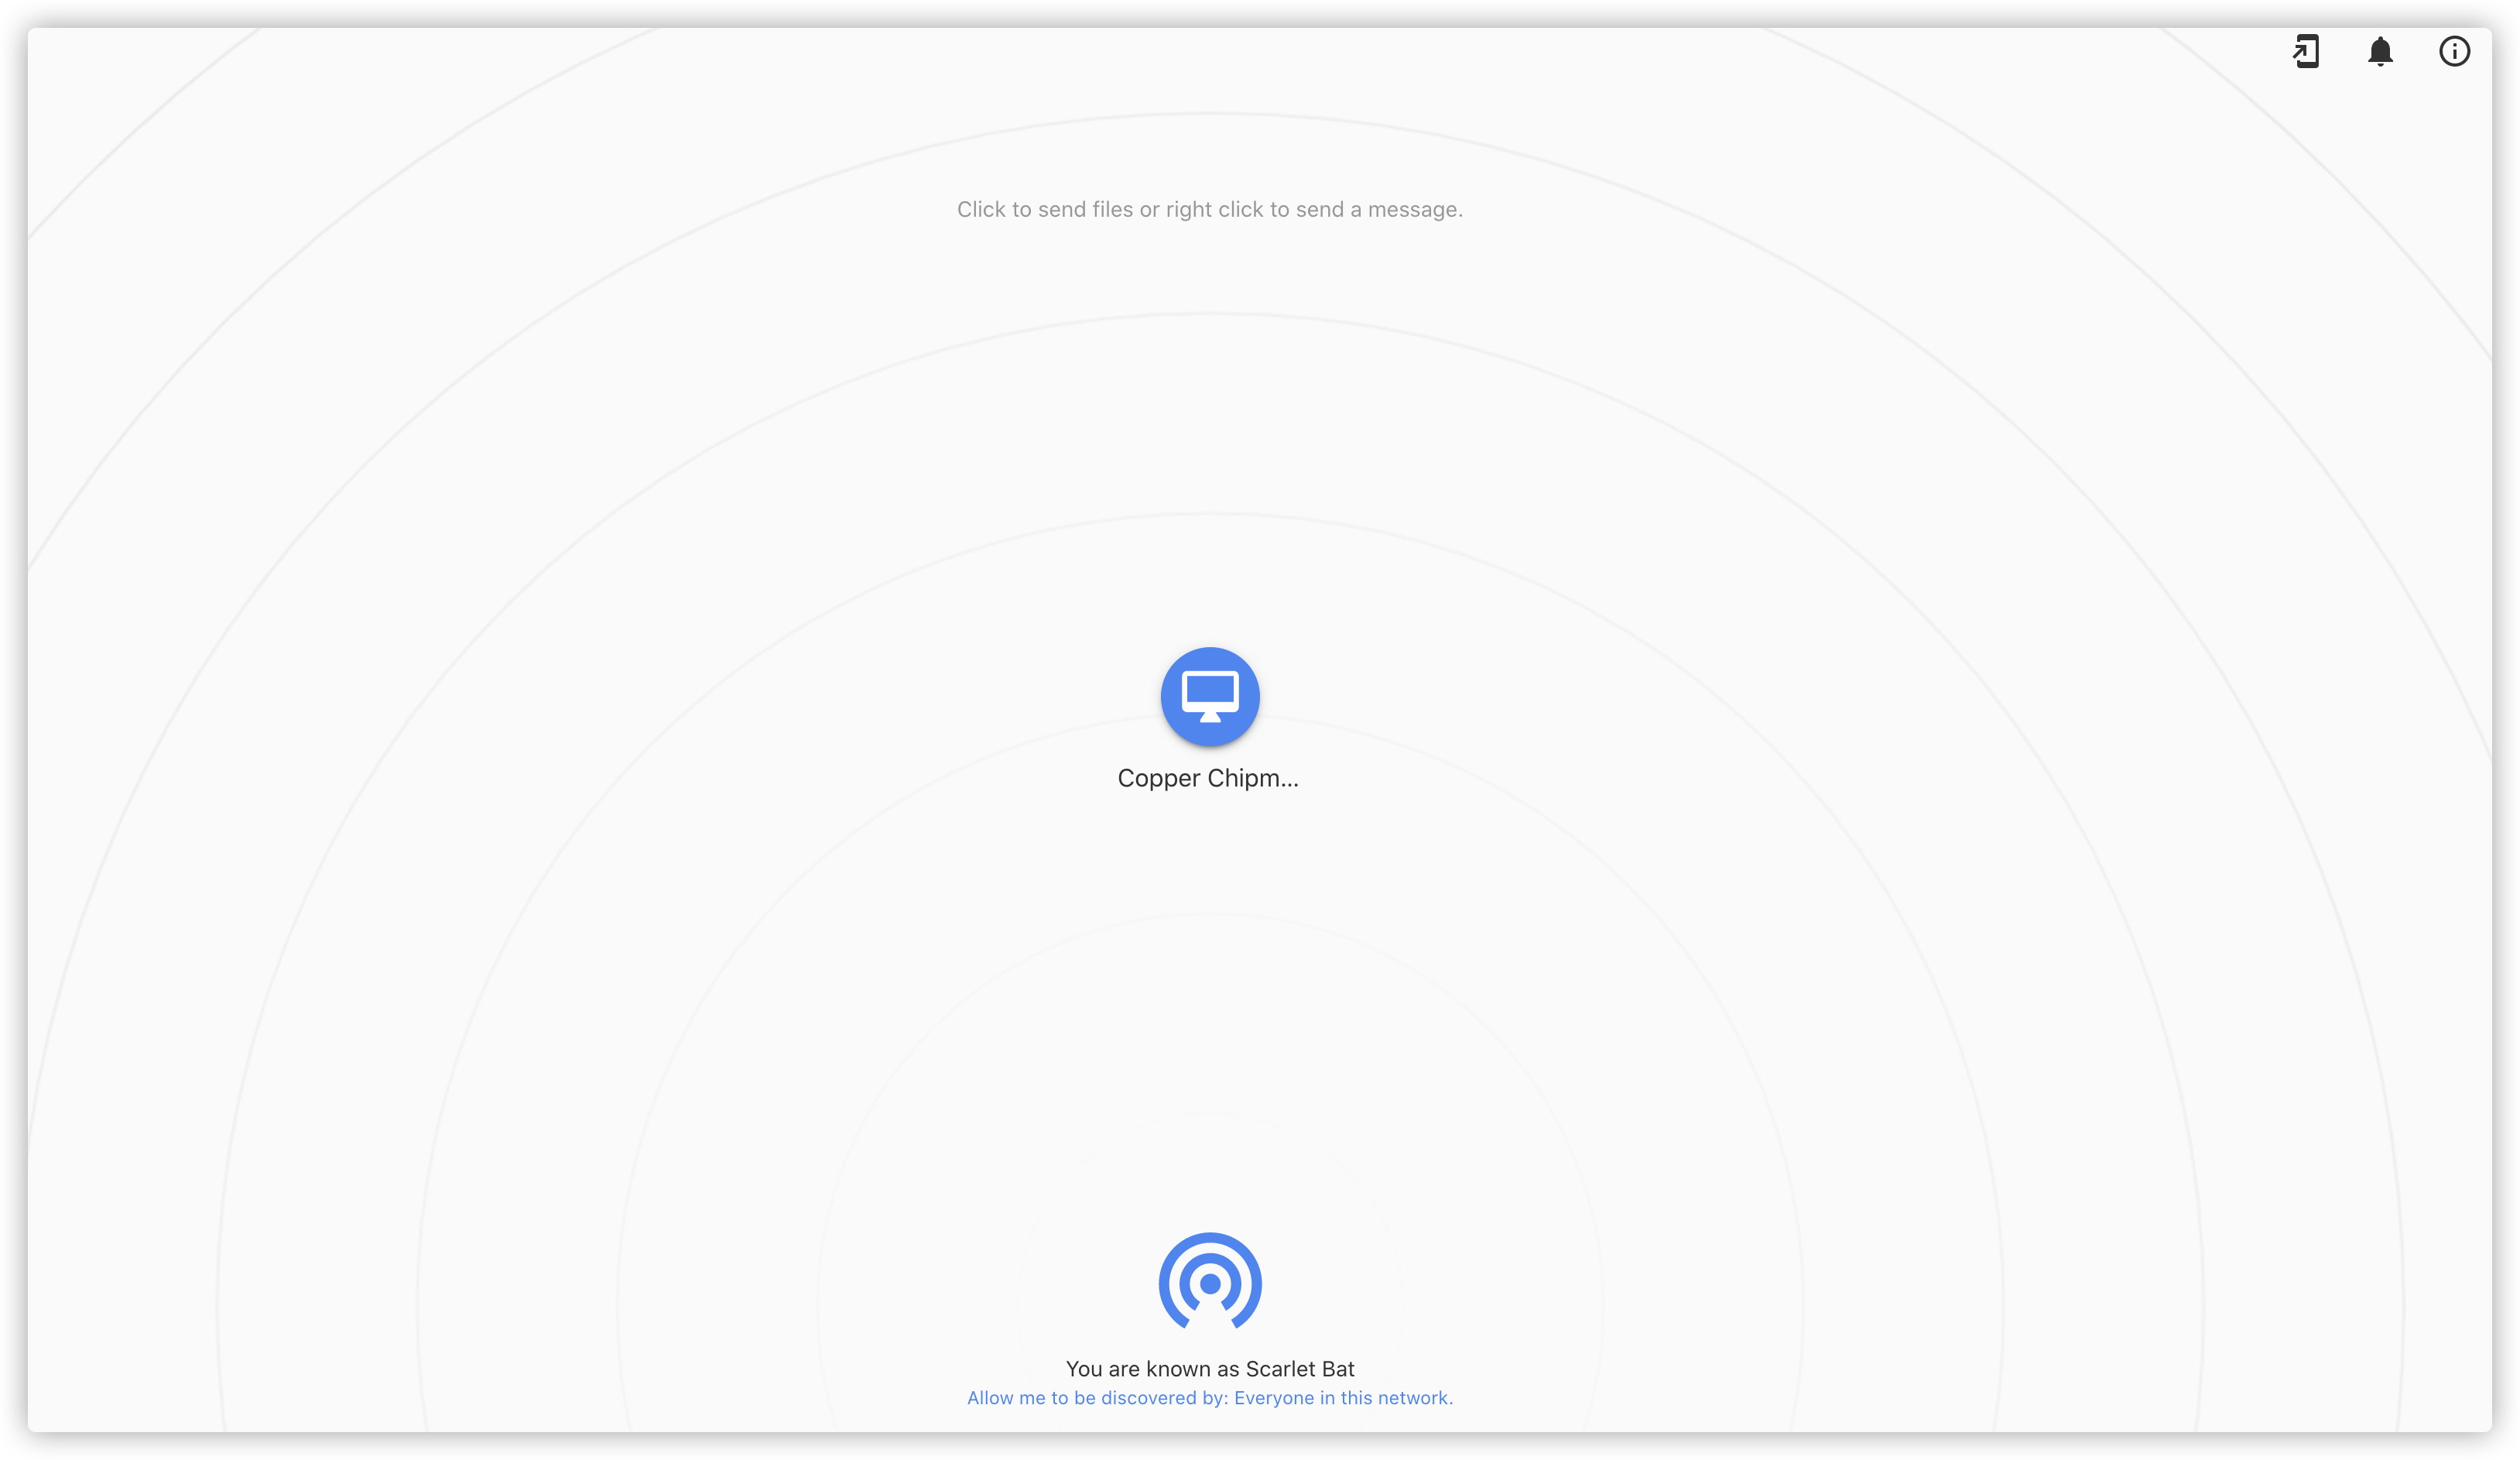 Click to send files or right click to send a message.
Copper Chipm...
You are known as Scarlet Bat
Allow me to be discovered by: Everyone in this network.